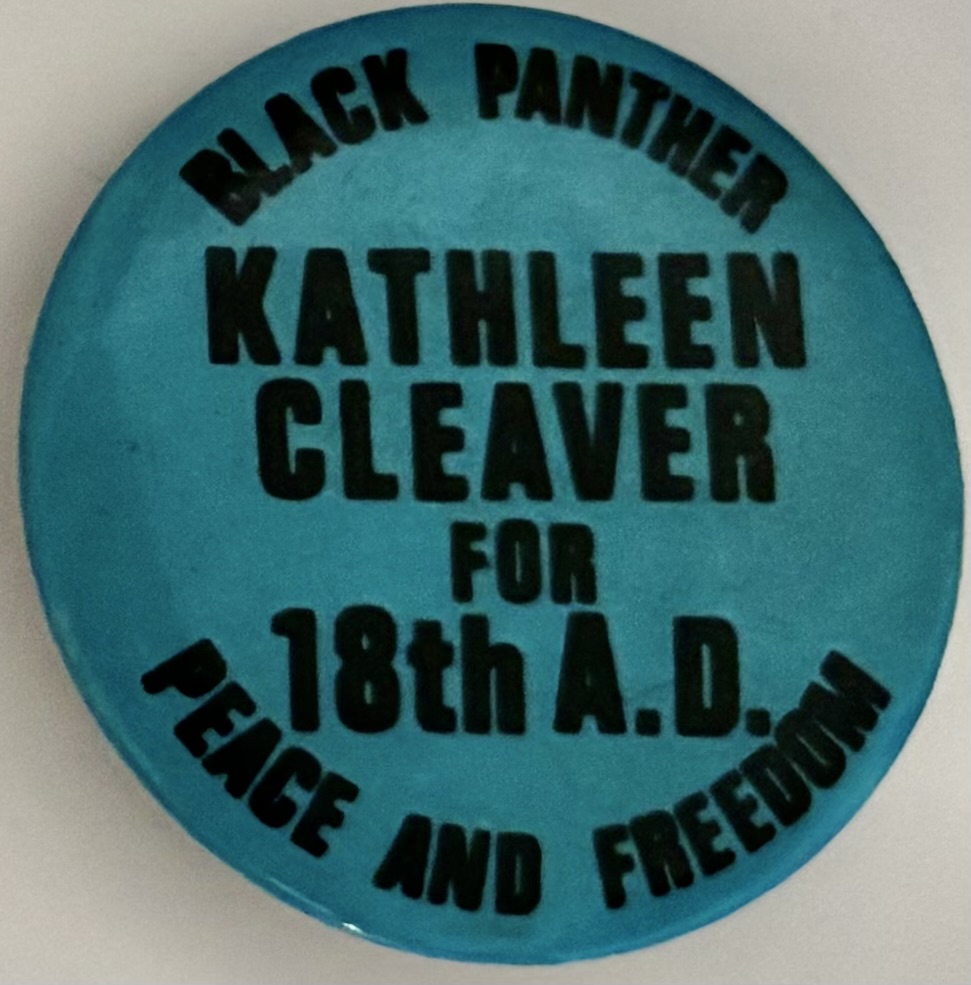 BLACK PANTHER
KATHLEEN
CLEAVER
FOR
18th A.D.
PEACE AND FREEDOM